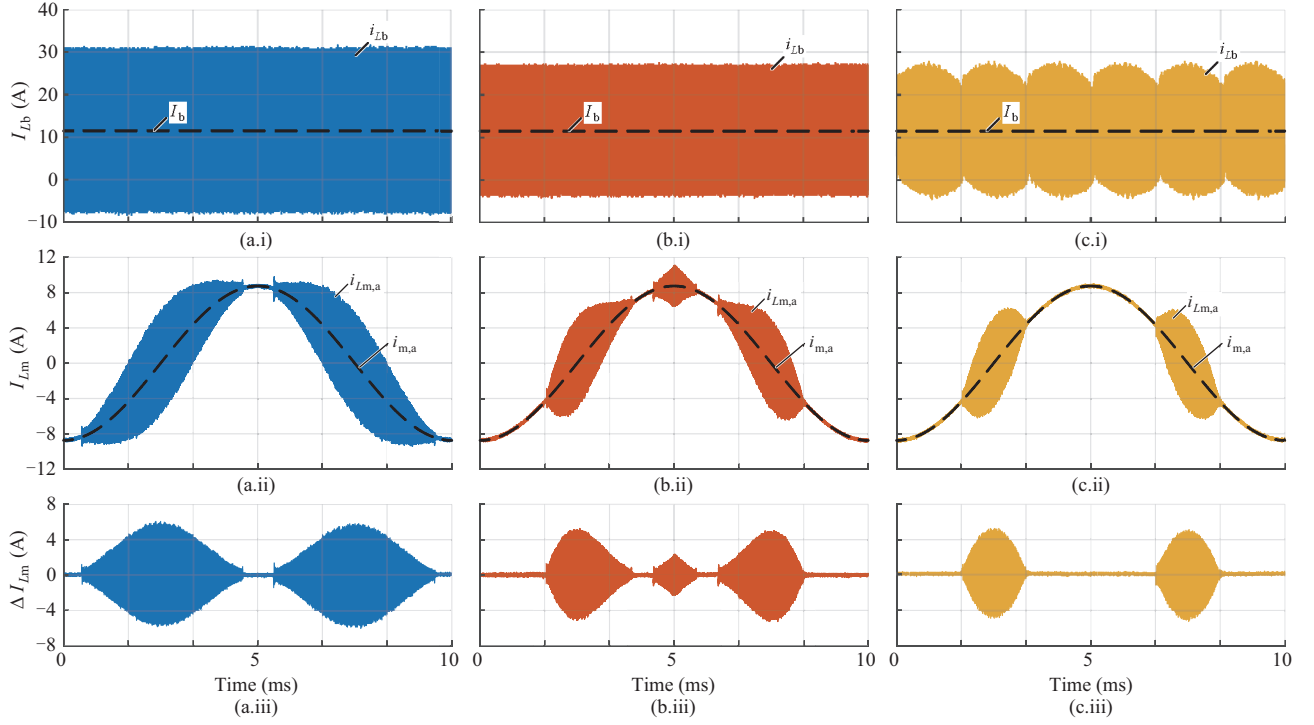 40
30
20
10
0
−10
I_Lb (A)
i_Lb
I_b
(a.i)
i_Lb
I_b
(b.i)
i_Lb
I_b
(c.i)
12
8
4
0
−4
−8
−12
I_Lm (A)
i_Lm,a
i_m,a
(a.ii)
i_Lm,a
i_m,a
(b.ii)
i_Lm,a
i_m,a
(c.ii)
8
4
0
−4
−8
Δ I_Lm (A)
0 5 10
Time (ms)
(a.iii)
0 5 10
Time (ms)
(b.iii)
0 5 10
Time (ms)
(c.iii)